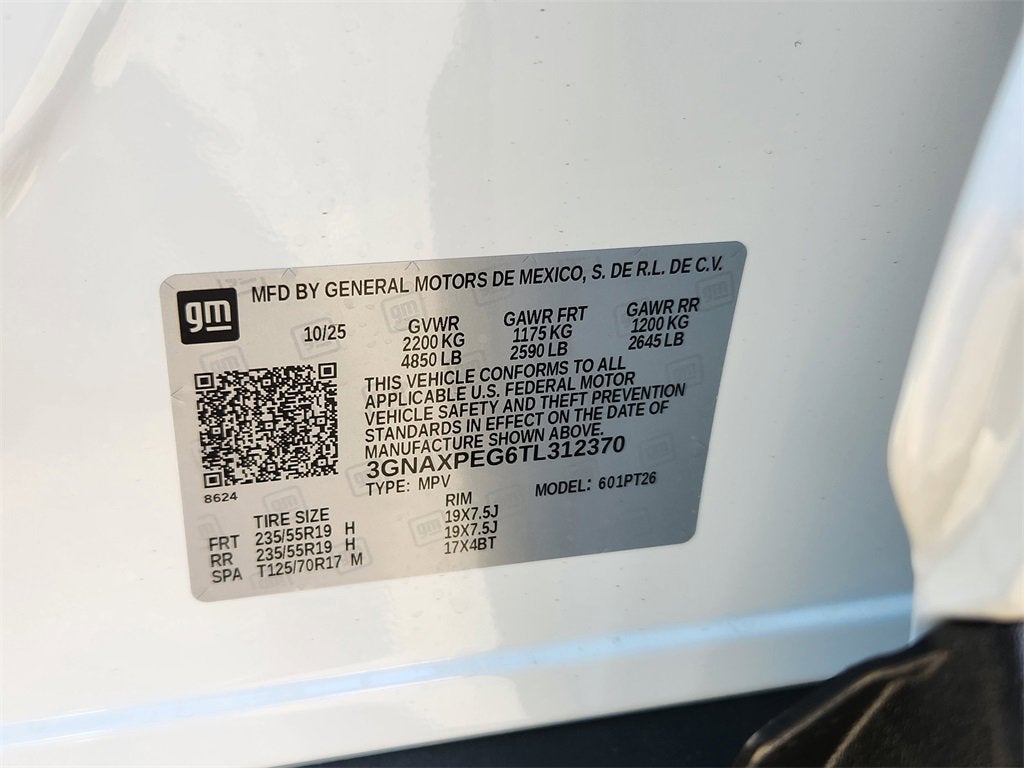 gm
MFD BY GENERAL MOTORS DE MEXICO, S. DE R.L. DE C.V.
10/25
GVWR
2200 KG
4850 LB
GAWR FRT
1175 KG
2590 LB
GAWR RR
1200 KG
2645 LB
THIS VEHICLE CONFORMS TO ALL
APPLICABLE U.S. FEDERAL MOTOR
VEHICLE SAFETY AND THEFT PREVENTION
STANDARDS IN EFFECT ON THE DATE OF
MANUFACTURE SHOWN ABOVE.
3GNAXPEG6TL312370
8624
TYPE: MPV MODEL: 601PT26
TIRE SIZE RIM
FRT 235/55R19 H 19X7.5J
RR 235/55R19 H 19X7.5J
SPA T125/70R17 M 17X4BT